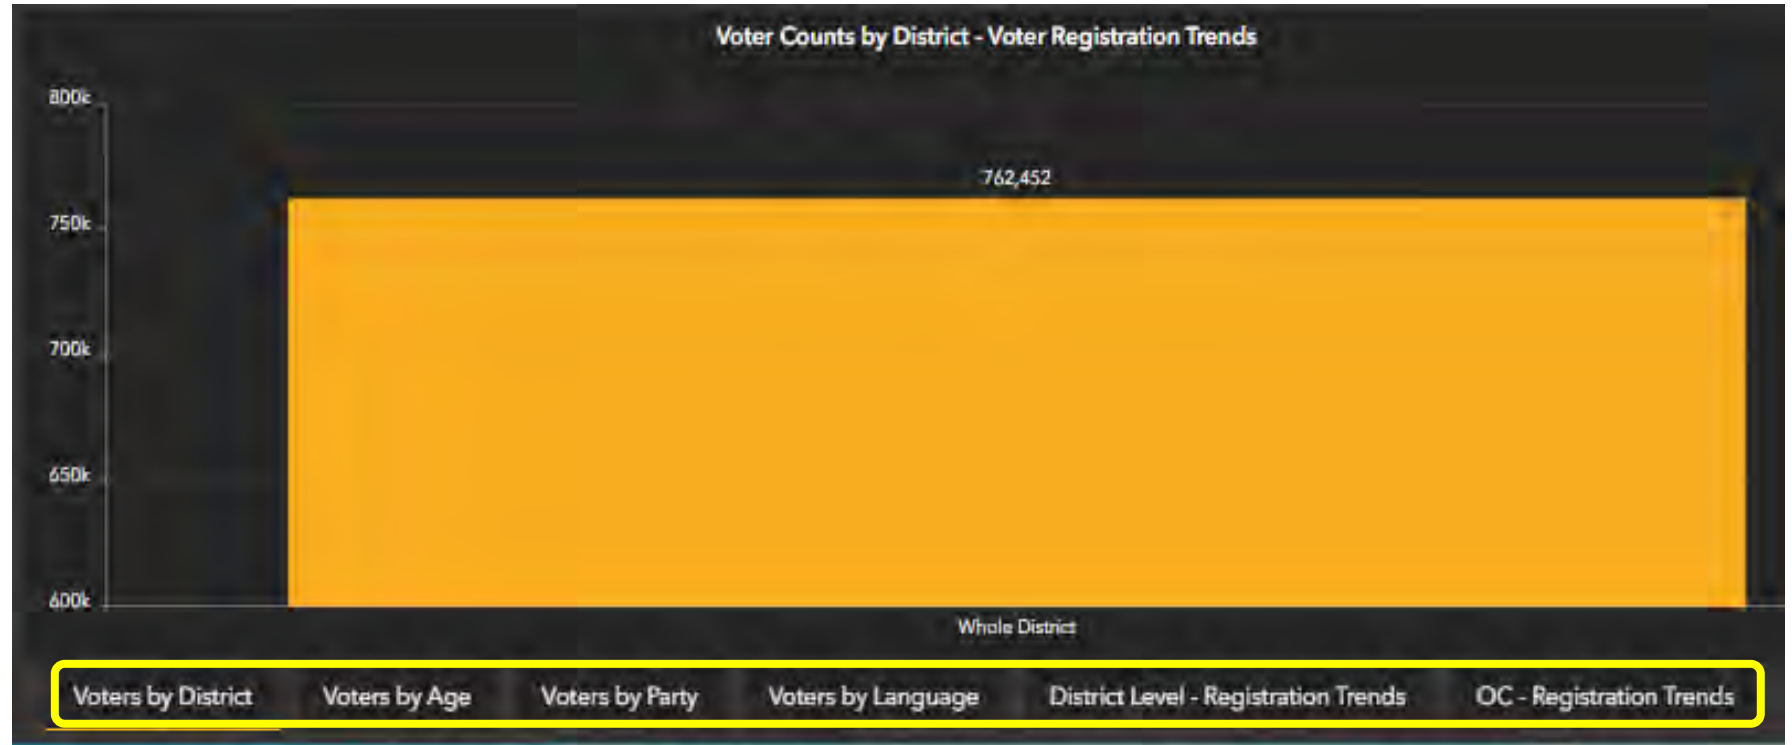 Voter Counts by District - Voter Registration Trends
800k
762,452
750k
700k
650k
600k
Whole District
Voters by District Voters by Age Voters by Party Voters by Language District Level - Registration Trends OC - Registration Trends